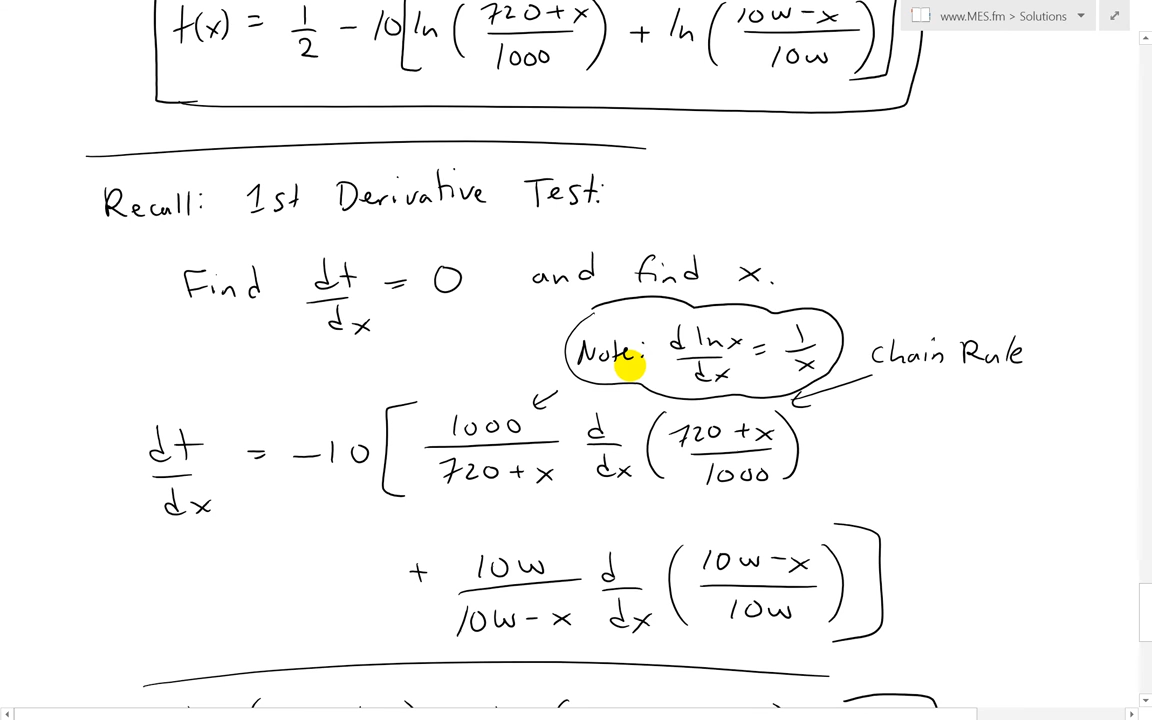 www.MES.fm > Solutions
t(x) = 1/2 - 10[ln((720+x)/1000) + ln((10w-x)/10w)]
Recall: 1st Derivative Test:
Find dt/dx = 0 and find x.
Note: d lnx/dx = 1/x Chain Rule
dt/dx = -10[1000/(720+x) d/dx((720+x)/1000)
+ 10w/(10w-x) d/dx((10w-x)/10w)]